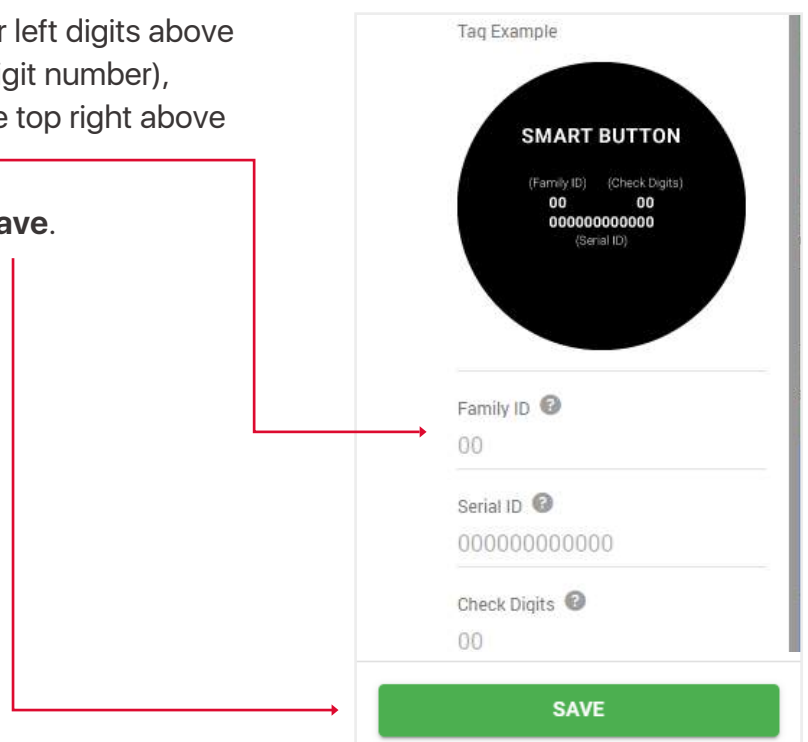 r left digits above
git number),
e top right above
ave.
Tag Example
SMART BUTTON
(Family ID) (Check Digits)
00 00
000000000000
(Serial ID)
Family ID ?
00
Serial ID ?
000000000000
Check Digits ?
00
SAVE